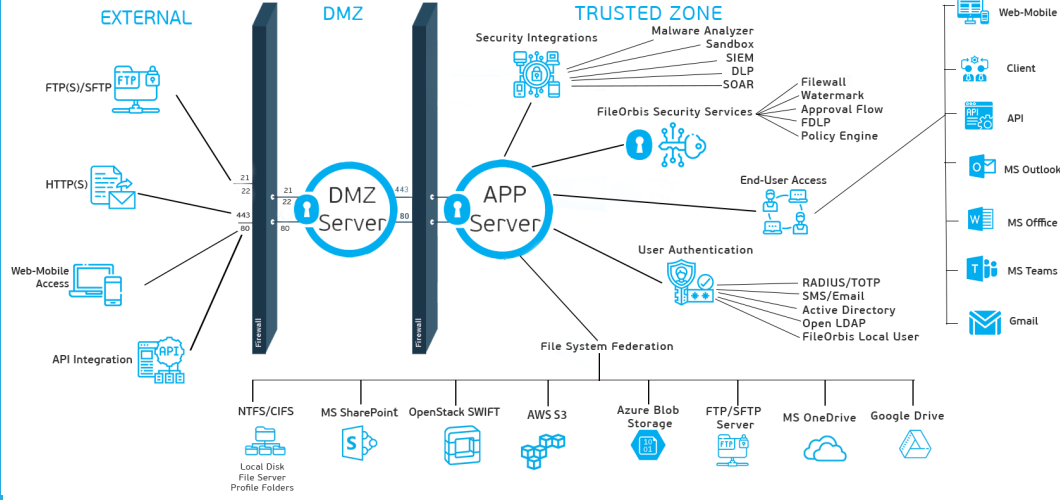 EXTERNAL
DMZ
TRUSTED ZONE
FTP(S)/SFTP
FTP
HTTP(S)
Web-Mobile
Access
API Integration
API
21
22
443
80
Firewall
21
22
80
DMZ
Server
443
80
Firewall
APP
Server
Security Integrations
Malware Analyzer
Sandbox
SIEM
DLP
SOAR
FileOrbis Security Services
Filewall
Watermark
Approval Flow
FDLP
Policy Engine
End-User Access
User Authentication
RADIUS/TOTP
SMS/Email
Active Directory
Open LDAP
FileOrbis Local User
Web-Mobile
Client
API
API
MS Outlook
MS Offfice
W
MS Teams
T
Gmail
File System Federation
NTFS/CIFS
Local Disk
File Server
Profile Folders
MS SharePoint
S
OpenStack SWIFT
AWS S3
Azure Blob
Storage
10
01
FTP/SFTP
Server
FTP
MS OneDrive
Google Drive